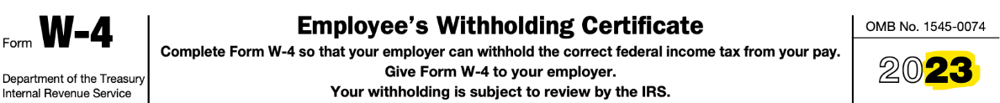 Form W-4
Department of the Treasury
Internal Revenue Service
Employee's Withholding Certificate
Complete Form W-4 so that your employer can withhold the correct federal income tax from your pay.
Give Form W-4 to your employer.
Your withholding is subject to review by the IRS.
OMB No. 1545-0074
2023